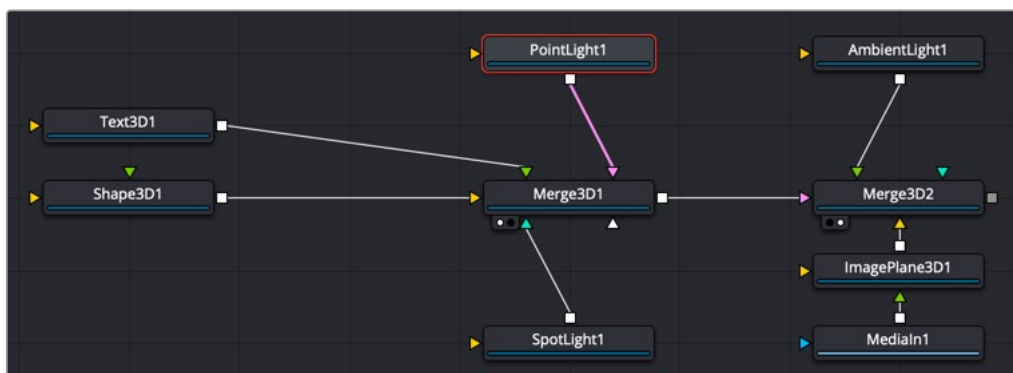 PointLight1
AmbientLight1
Text3D1
Shape3D1
Merge3D1
Merge3D2
ImagePlane3D1
SpotLight1
MediaIn1